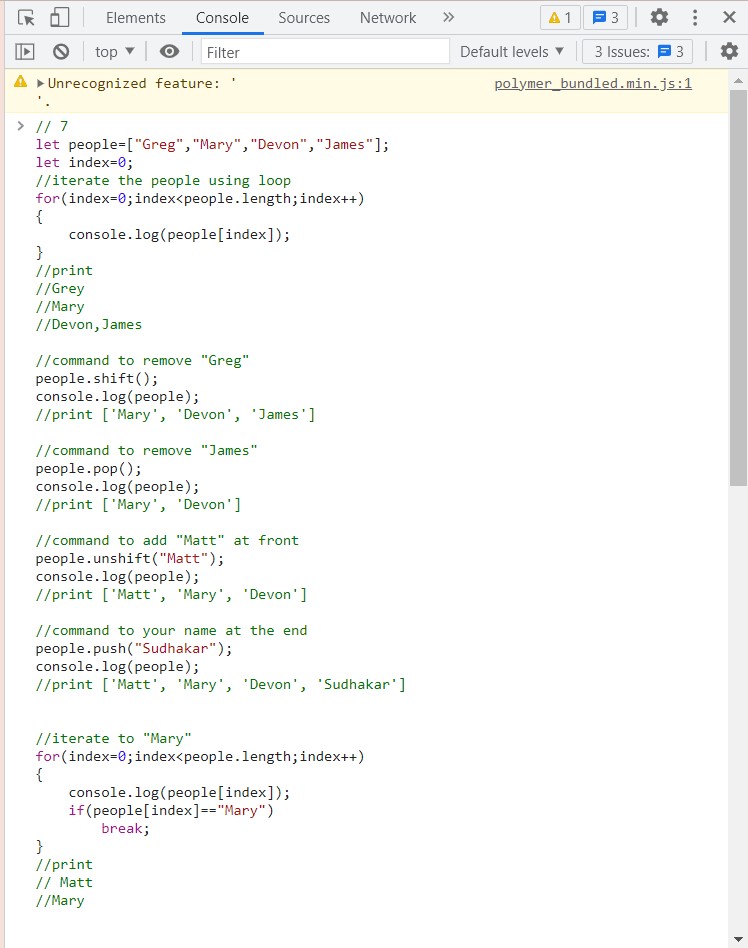 Elements Console Sources Network » 1 3
top ▼ Filter Default levels ▼ 3 Issues: 3
Unrecognized feature: ' polymer_bundled.min.js:1
'.
> // 7
let people=["Greg","Mary","Devon","James"];
let index=0;
//iterate the people using loop
for(index=0;index<people.length;index++)
{
    console.log(people[index]);
}
//print
//Grey
//Mary
//Devon,James
//command to remove "Greg"
people.shift();
console.log(people);
//print ['Mary', 'Devon', 'James']
//command to remove "James"
people.pop();
console.log(people);
//print ['Mary', 'Devon']
//command to add "Matt" at front
people.unshift("Matt");
console.log(people);
//print ['Matt', 'Mary', 'Devon']
//command to your name at the end
people.push("Sudhakar");
console.log(people);
//print ['Matt', 'Mary', 'Devon', 'Sudhakar']
//iterate to "Mary"
for(index=0;index<people.length;index++)
{
    console.log(people[index]);
    if(people[index]=="Mary")
        break;
}
//print
// Matt
//Mary